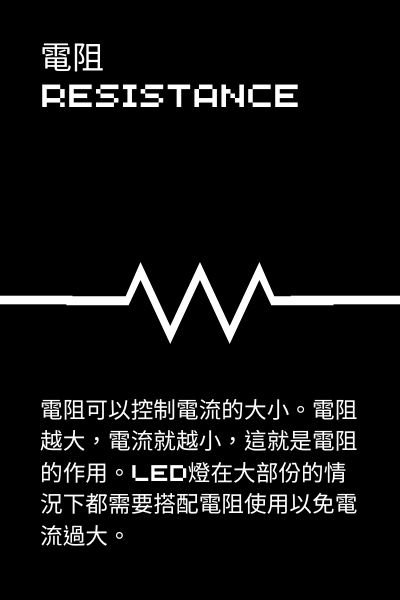 電阻
RESISTANCE
電阻可以控制電流的大小。電阻
越大，電流就越小，這就是電阻
的作用。LED燈在大部份的情
況下都需要搭配電阻使用以免電
流過大。